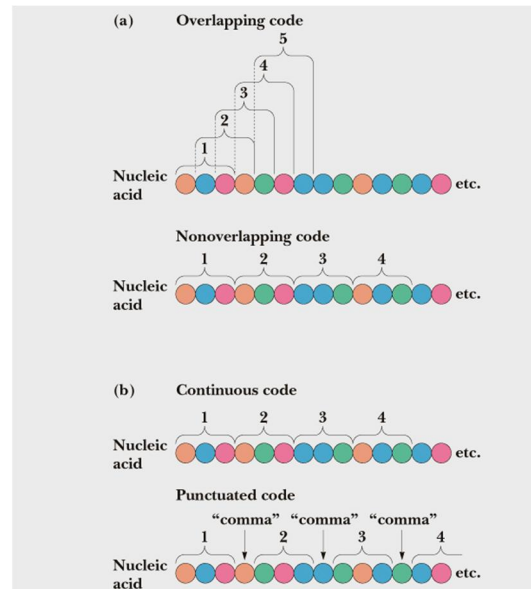 (a) Overlapping code
5
4
3
2
1
Nucleic
acid
etc.
Nonoverlapping code
1 2 3 4
Nucleic
acid
etc.
(b) Continuous code
1 2 3 4
Nucleic
acid
etc.
Punctuated code
“comma” “comma” “comma”
1 2 3 4
Nucleic
acid
etc.